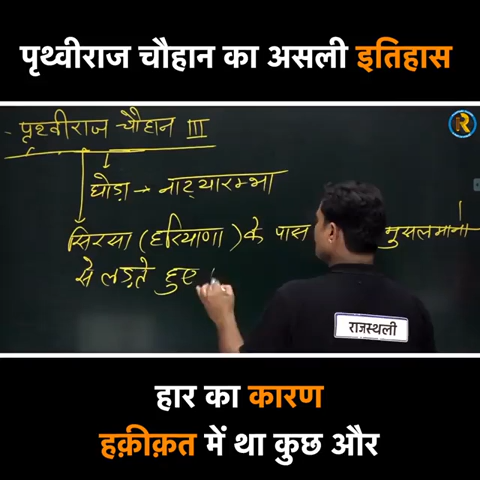 पृथ्वीराज चौहान का असली इतिहास
R
- पृथ्वीराज चौहान III
घोड़ा → नाट्यारम्भा
सिरसा (हरियाणा) के पास मुसलमानों
से लड़ते हुए
राजस्थली
हार का कारण
हक़ीक़त में था कुछ और